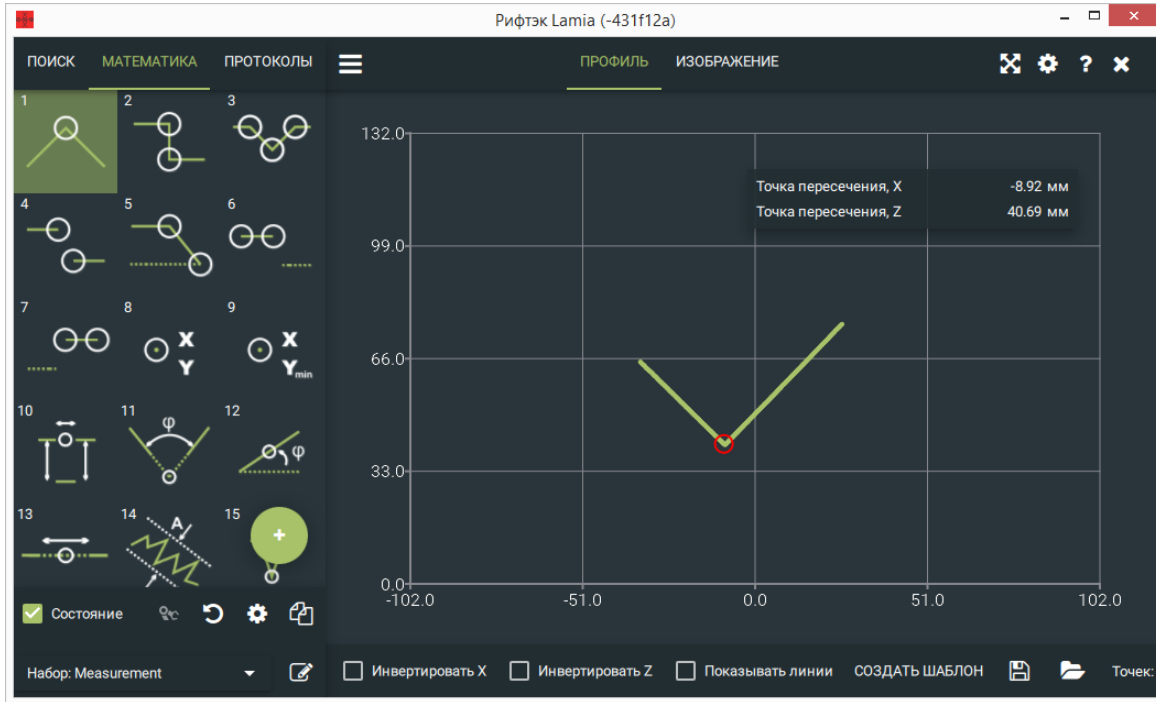 Рифтэк Lamia (-431f12a)
ПОИСК МАТЕМАТИКА ПРОТОКОЛЫ
ПРОФИЛЬ ИЗОБРАЖЕНИЕ
?
1 2 3
4 5 6
7 8 9
X
Y
X
Ymin
10 11 12
φ
φ
13 14 15
A
+
132.0
99.0
66.0
33.0
0.0
-102.0 -51.0 0.0 51.0 102.0
Точка пересечения, X -8.92 мм
Точка пересечения, Z 40.69 мм
Состояние
Набор: Measurement
Инвертировать X Инвертировать Z Показывать линии СОЗДАТЬ ШАБЛОН Точек: